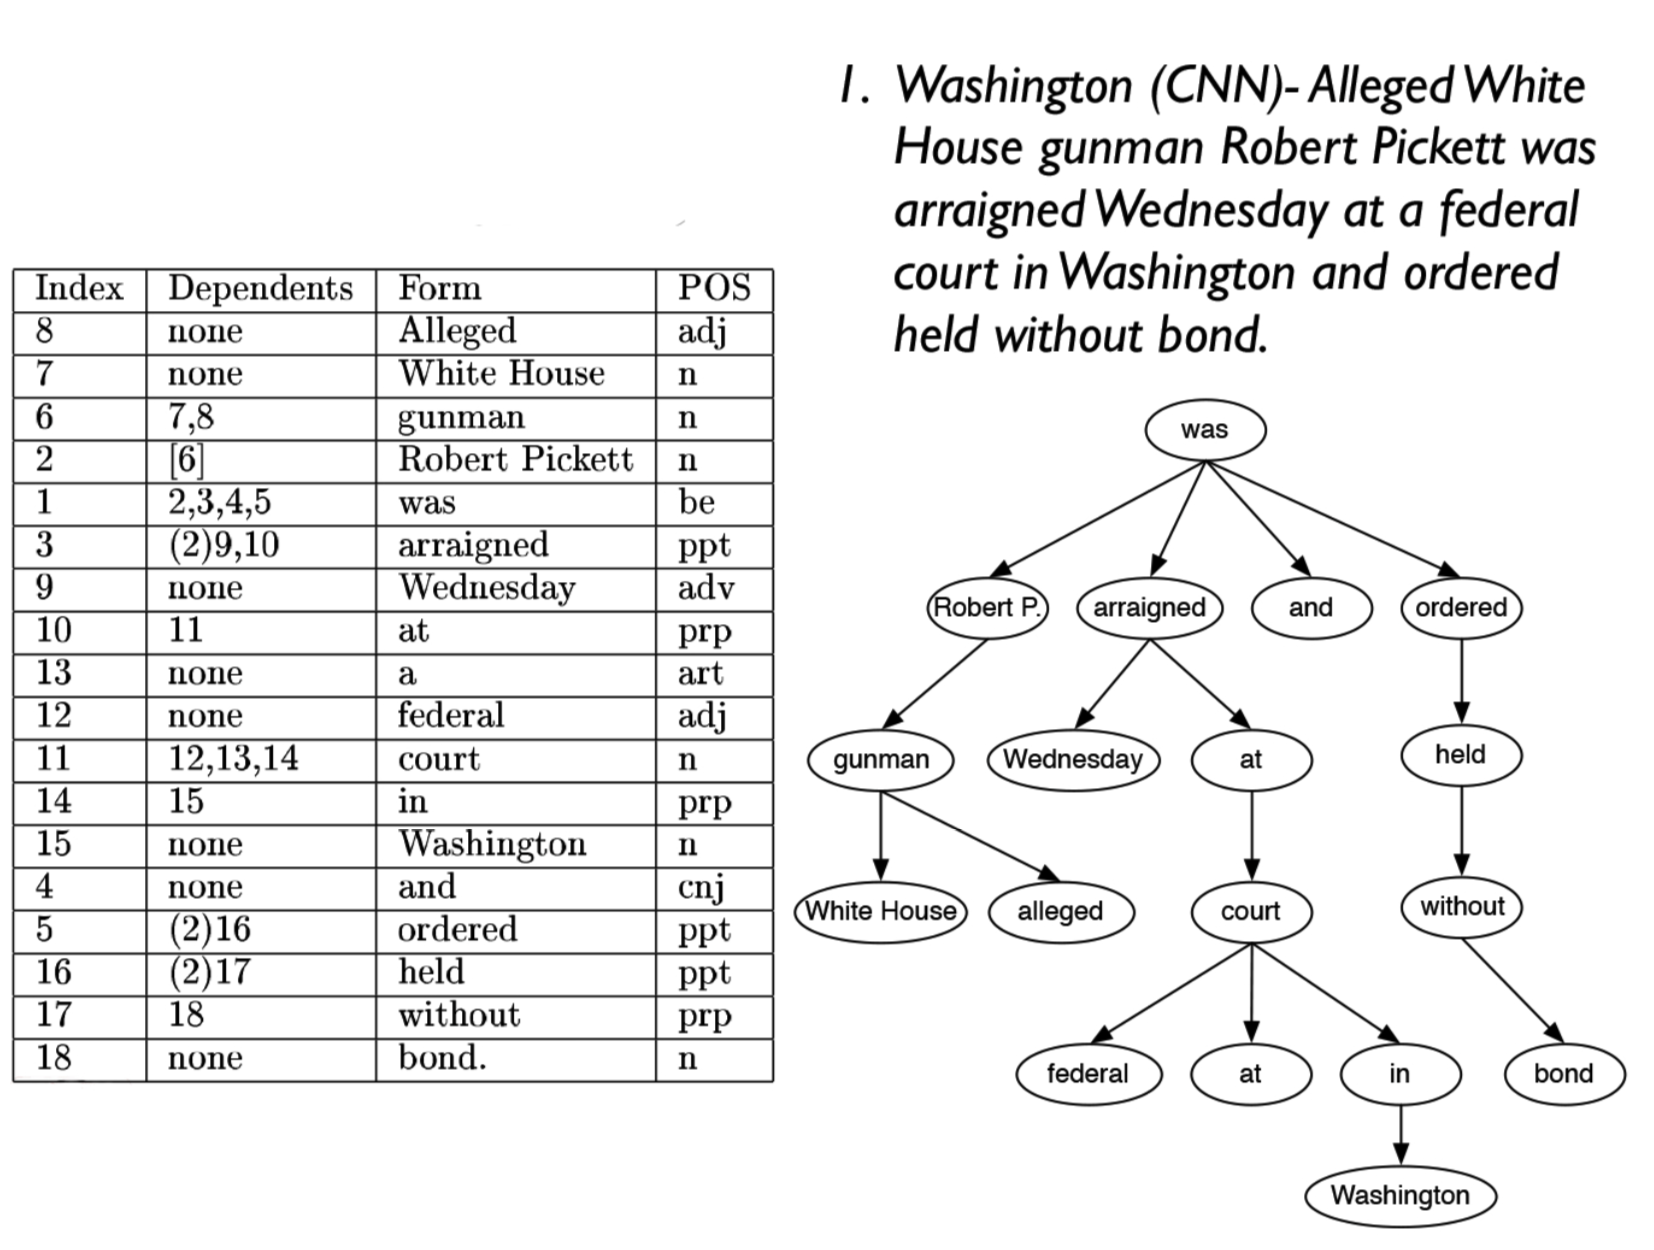 1. Washington (CNN)- Alleged White
House gunman Robert Pickett was
arraigned Wednesday at a federal
court in Washington and ordered
held without bond.
Index Dependents Form POS
8 none Alleged adj
7 none White House n
6 7,8 gunman n
2 [6] Robert Pickett n
1 2,3,4,5 was be
3 (2)9,10 arraigned ppt
9 none Wednesday adv
10 11 at prp
13 none a art
12 none federal adj
11 12,13,14 court n
14 15 in prp
15 none Washington n
4 none and cnj
5 (2)16 ordered ppt
16 (2)17 held ppt
17 18 without prp
18 none bond. n
was
Robert P. arraigned and ordered
gunman Wednesday at held
White House alleged court without
federal at in bond
Washington